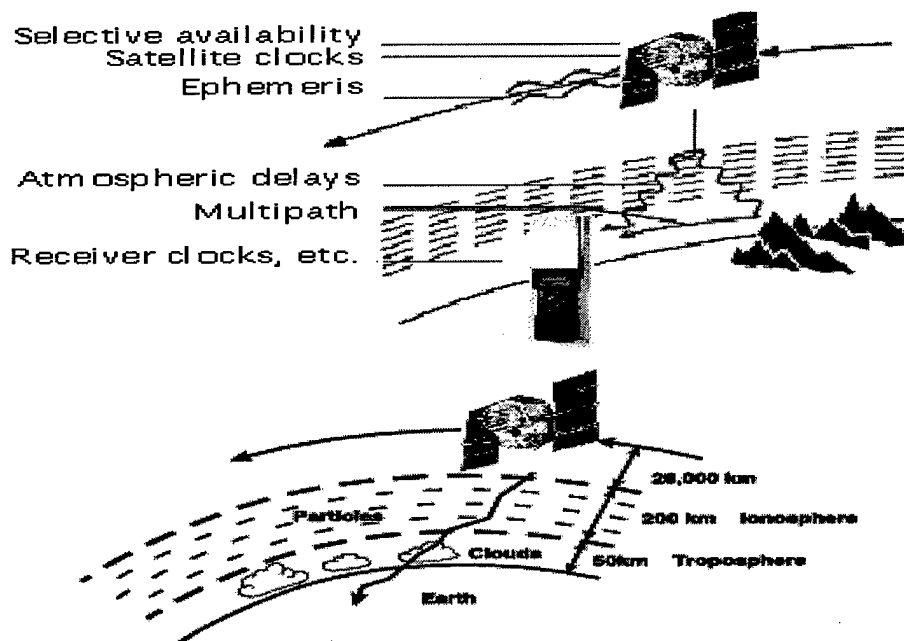 Selective availability
Satellite clocks
Ephemeris
Atmospheric delays
Multipath
Receiver clocks, etc.
26,000 km
Particles
200 km Ionosphere
Clouds
50km Troposphere
Earth